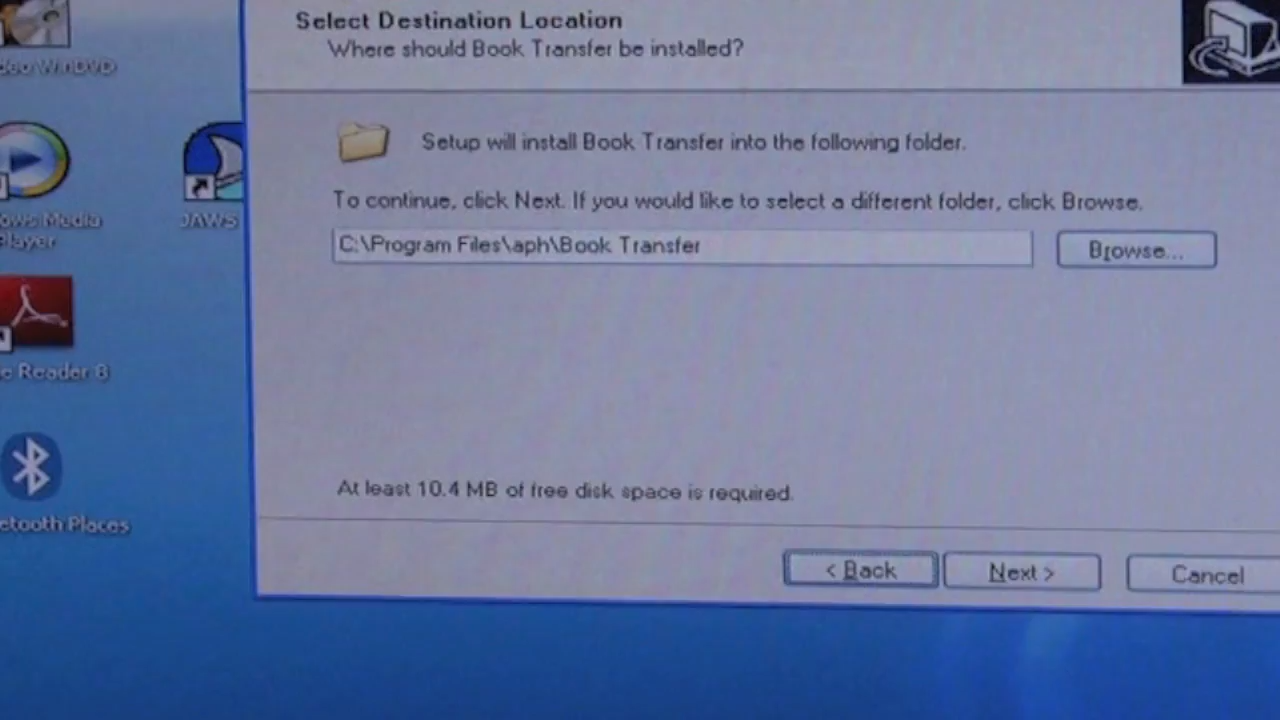 Select Destination Location
Where should Book Transfer be installed?
Setup will install Book Transfer into the following folder.
To continue, click Next. If you would like to select a different folder, click Browse.
C:\Program Files\aph\Book Transfer
Browse...
At least 10.4 MB of free disk space is required.
< Back
Next >
Cancel
deo WinDVD
ows Media
Player
JAWS
e Reader 8
etooth Places